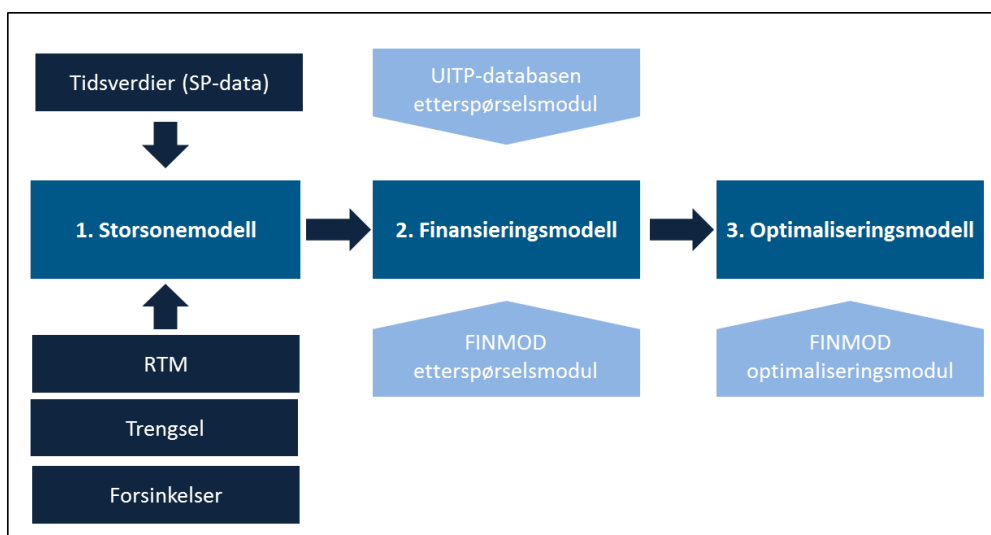 Tidsverdier (SP-data)
UITP-databasen
etterspørselsmodul
1. Storsonemodell
2. Finansieringsmodell
3. Optimaliseringsmodell
RTM
Trengsel
Forsinkelser
FINMOD
etterspørselsmodul
FINMOD
optimaliseringsmodul